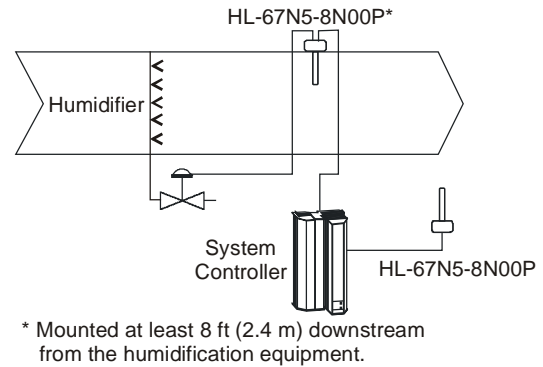 HL-67N5-8N00P*
Humidifier
System
Controller
HL-67N5-8N00P
* Mounted at least 8 ft (2.4 m) downstream
from the humidification equipment.